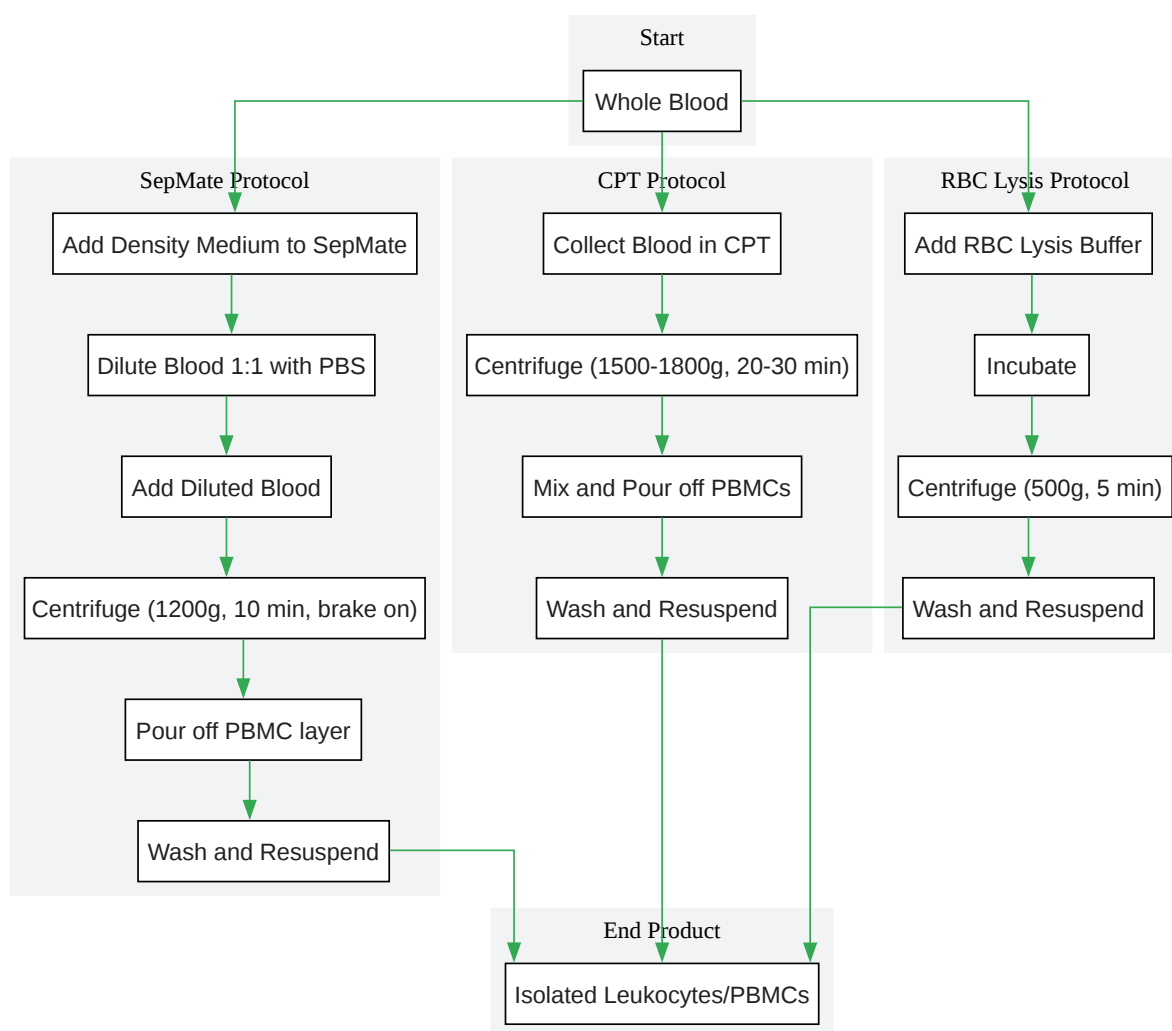 Start
Whole Blood
SepMate Protocol
Add Density Medium to SepMate
Dilute Blood 1:1 with PBS
Add Diluted Blood
Centrifuge (1200g, 10 min, brake on)
Pour off PBMC layer
Wash and Resuspend
CPT Protocol
Collect Blood in CPT
Centrifuge (1500-1800g, 20-30 min)
Mix and Pour off PBMCs
Wash and Resuspend
RBC Lysis Protocol
Add RBC Lysis Buffer
Incubate
Centrifuge (500g, 5 min)
Wash and Resuspend
End Product
Isolated Leukocytes/PBMCs